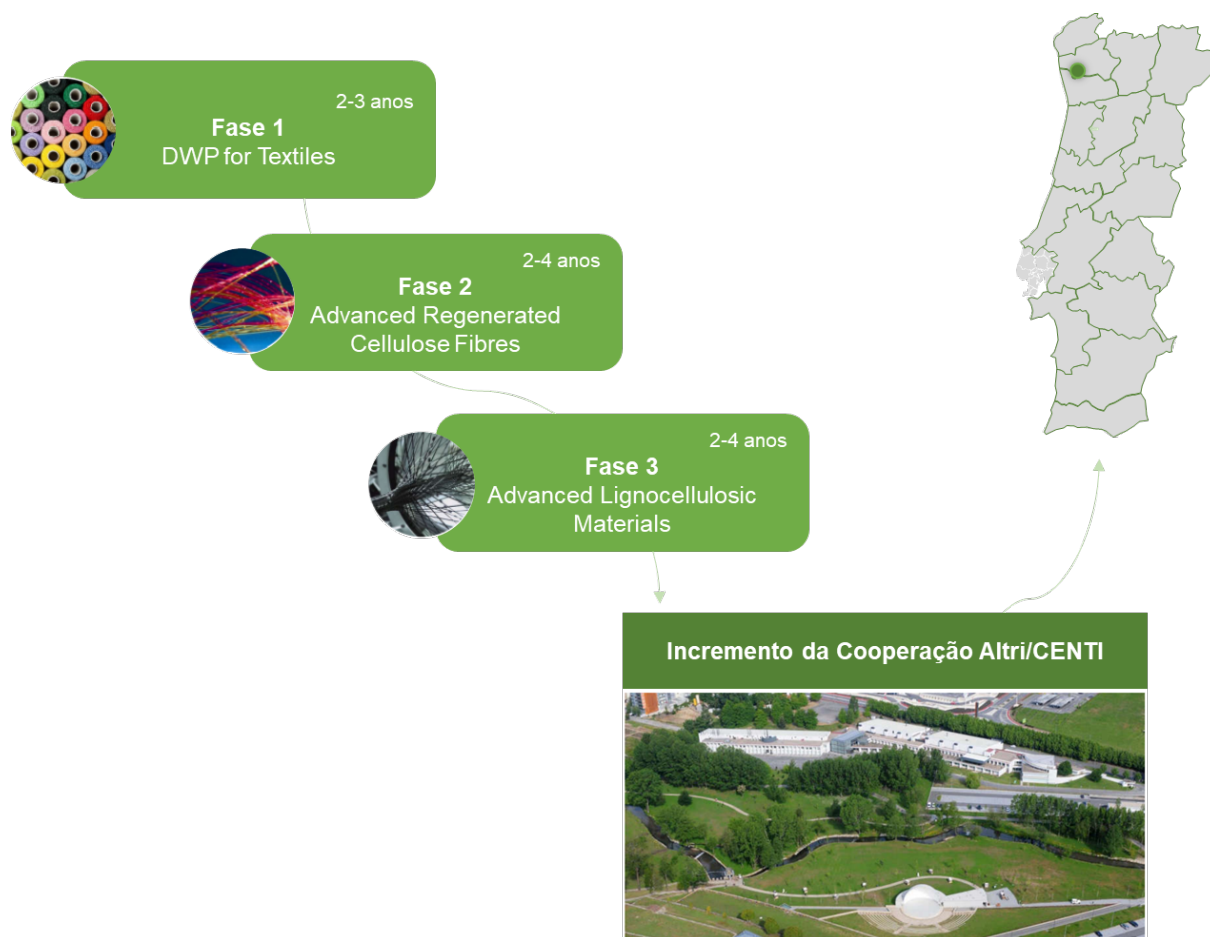 2-3 anos
Fase 1
DWP for Textiles
2-4 anos
Fase 2
Advanced Regenerated
Cellulose Fibres
2-4 anos
Fase 3
Advanced Lignocellulosic
Materials
Incremento da Cooperação Altri/CENTI